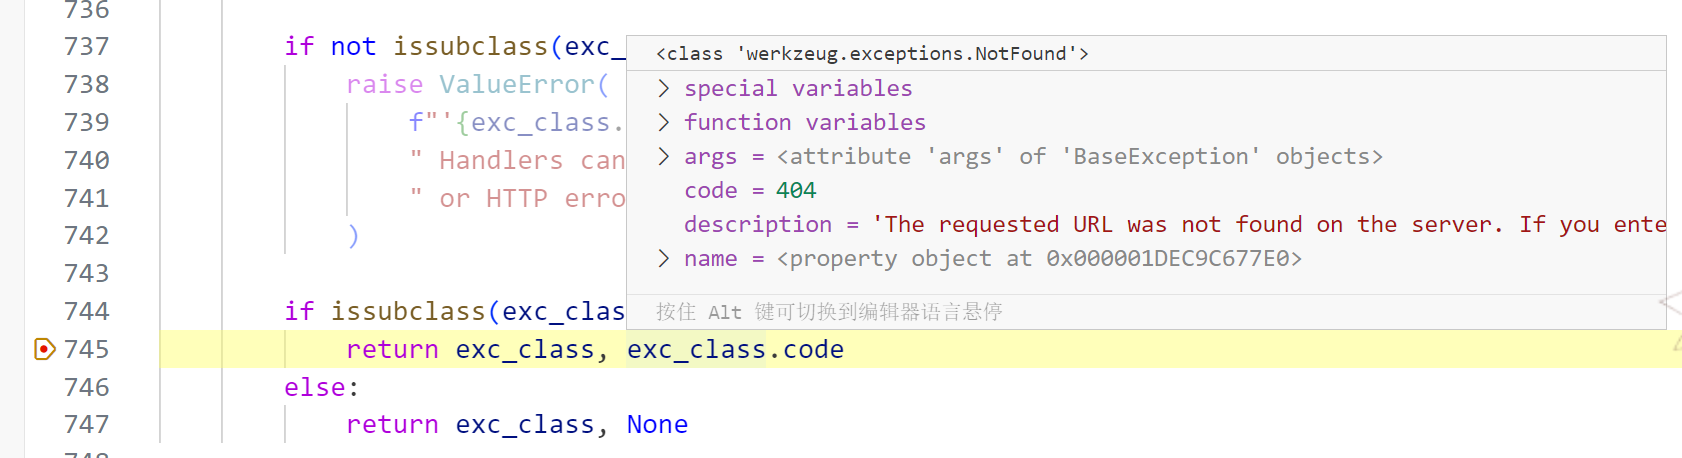 736
737 if not issubclass(exc_
<class 'werkzeug.exceptions.NotFound'>
738 raise ValueError(
> special variables
739 f"'{exc_class.
> function variables
740 " Handlers can
> args = <attribute 'args' of 'BaseException' objects>
741 " or HTTP erro
code = 404
742 )
description = 'The requested URL was not found on the server. If you ente
743
> name = <property object at 0x000001DEC9C677E0>
744 if issubclass(exc_clas
按住 Alt 键可切换到编辑器语言悬停
745 return exc_class, exc_class.code
746 else:
747 return exc_class, None